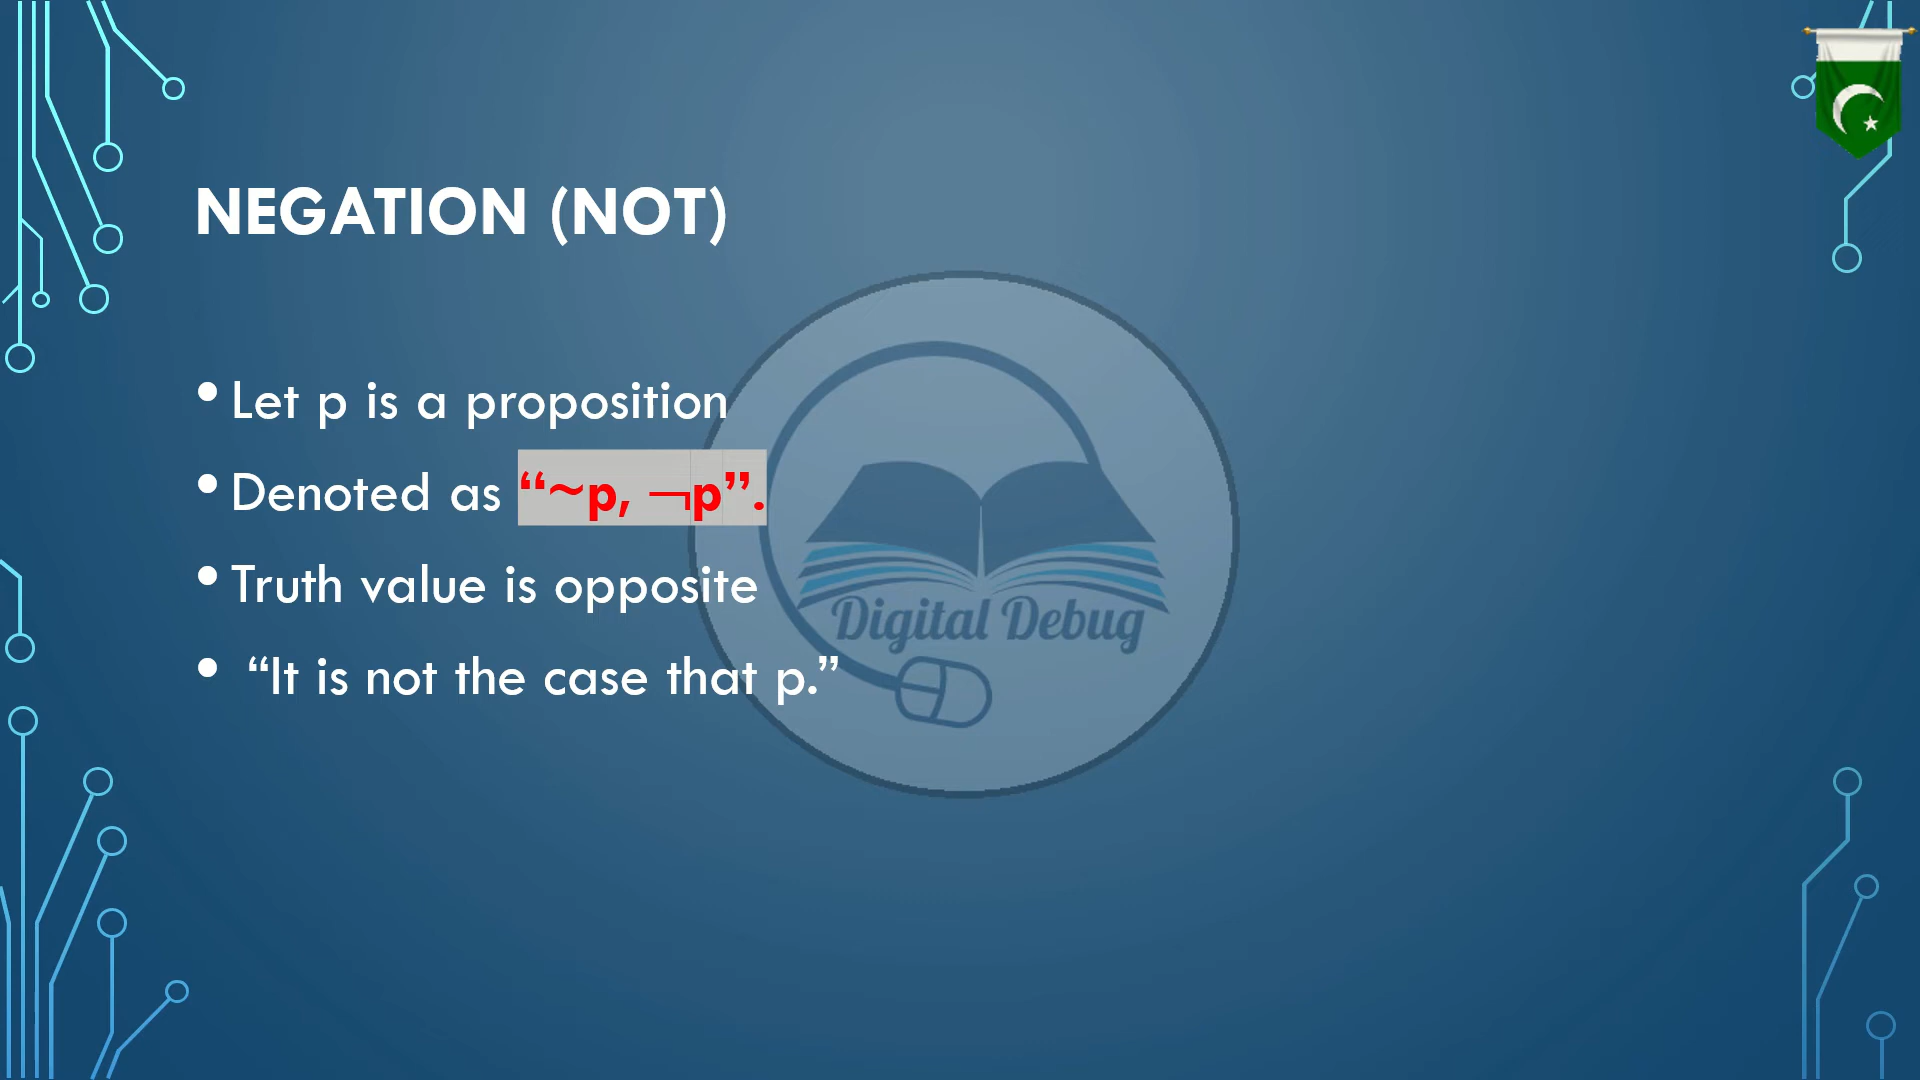 NEGATION (NOT)
• Let p is a proposition
• Denoted as “~p, ¬p”.
• Truth value is opposite
• “It is not the case that p.”
Digital Debug